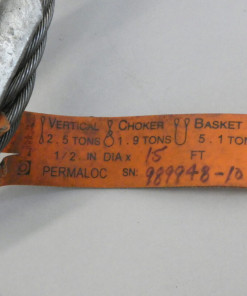 VERTICAL CHOKER BASKET
2.5 TONS 1.9 TONS 5.1 TON
1/2 IN DIA x 15 FT
PERMALOC SN: 989948-10